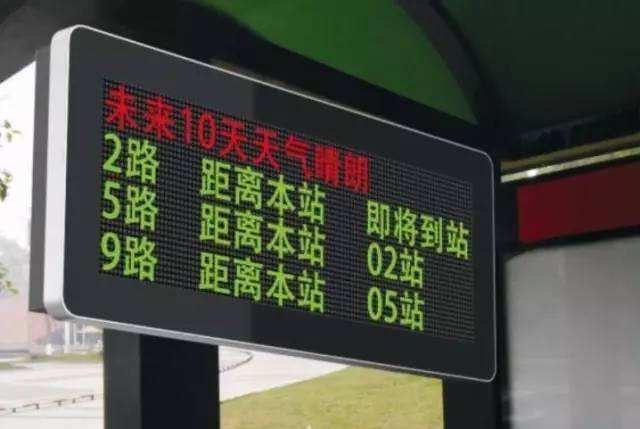 未来10天天气晴朗
2路 距离本站 即将到站
5路 距离本站 02站
9路 距离本站 05站